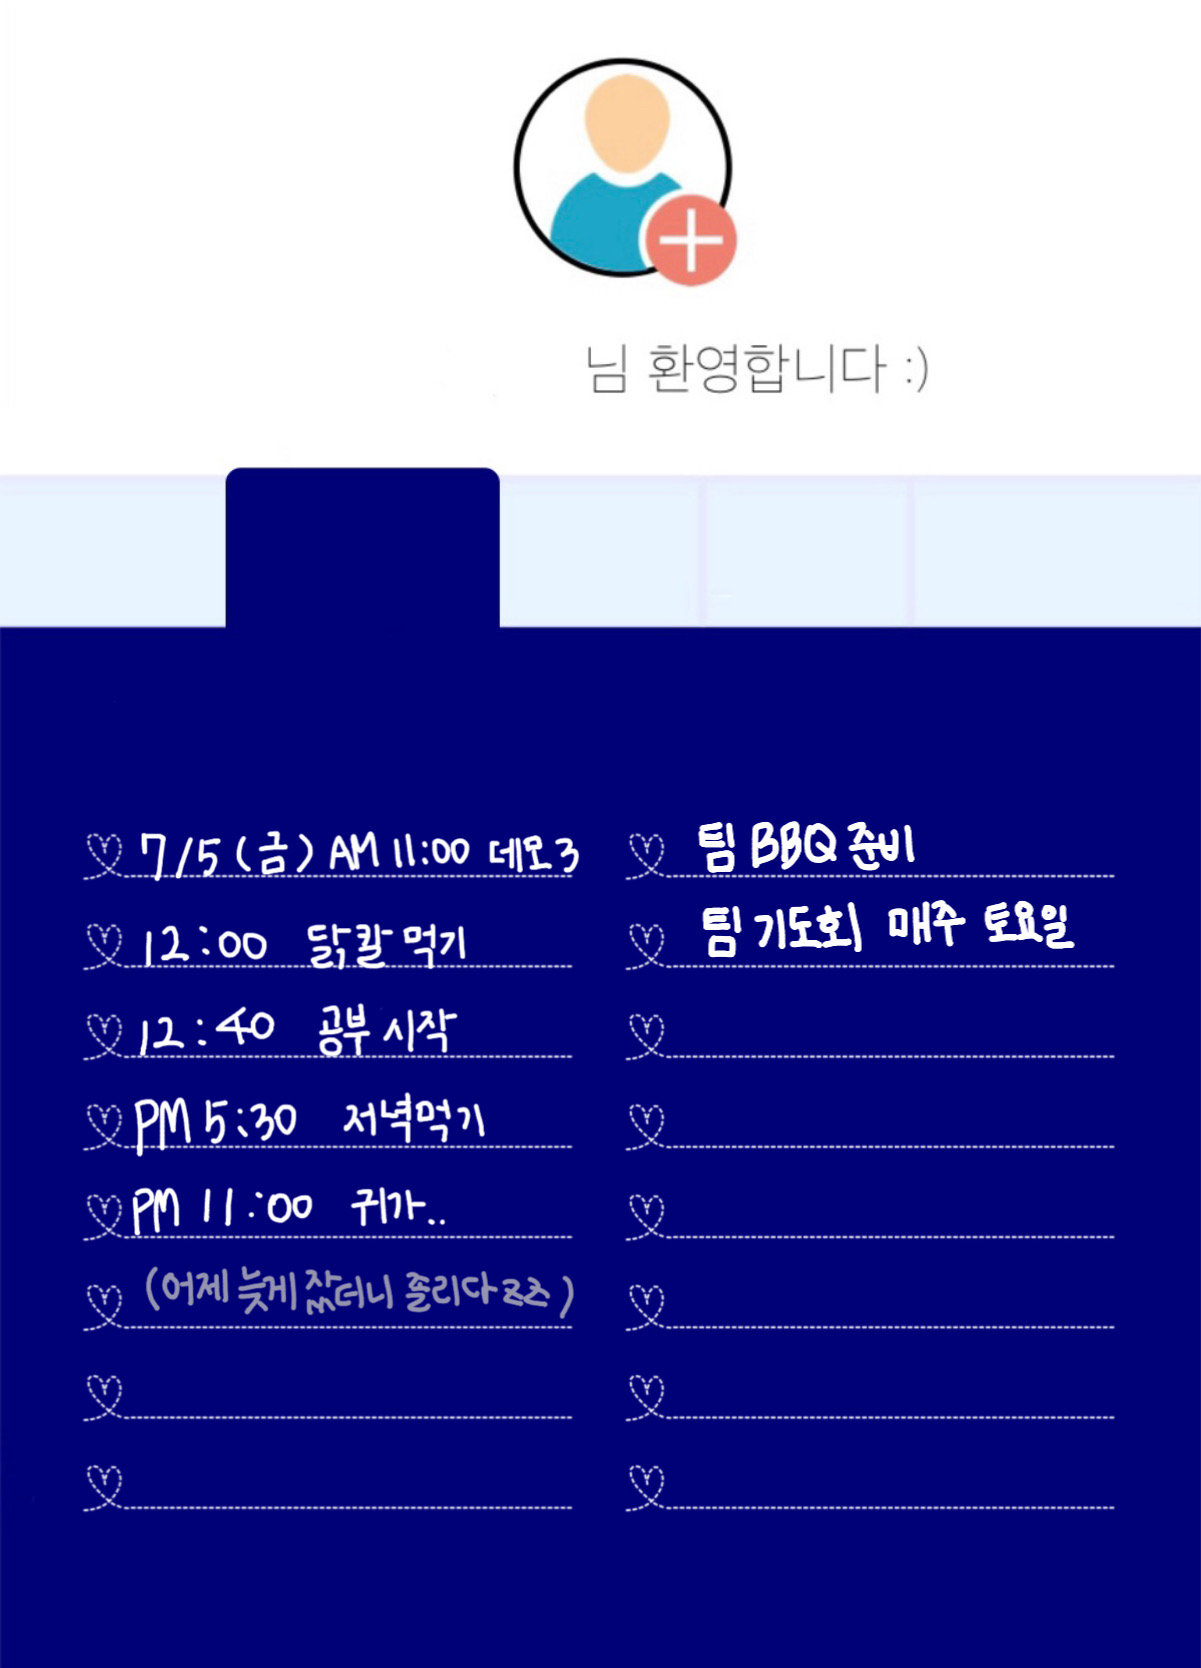 님 환영합니다 :)
7/5 (금) AM 11:00 데모3
12:00 닭갈 먹기
12:40 공부 시작
PM 5:30 저녁먹기
PM 11:00 귀가..
(어제 늦게 잤더니 졸리다 zz)
팀 BBQ 준비
팀 기도회 매주 토요일